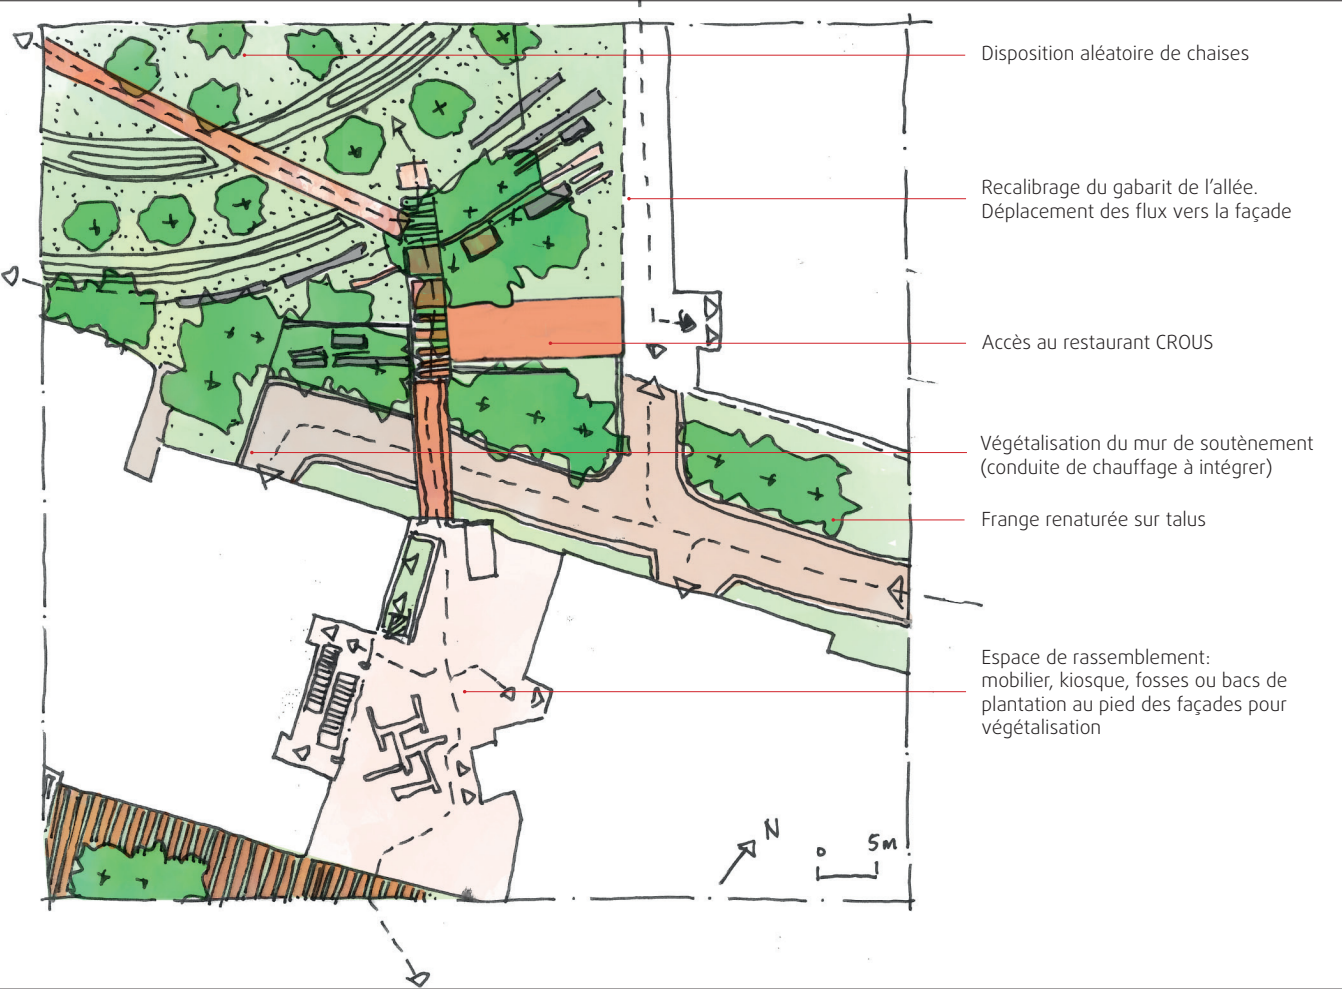 Disposition aléatoire de chaises
Recalibrage du gabarit de l'allée.
Déplacement des flux vers la façade
Accès au restaurant CROUS
Végétalisation du mur de soutènement
(conduite de chauffage à intégrer)
Frange renaturée sur talus
Espace de rassemblement:
mobilier, kiosque, fosses ou bacs de
plantation au pied des façades pour
végétalisation
N
0 5m